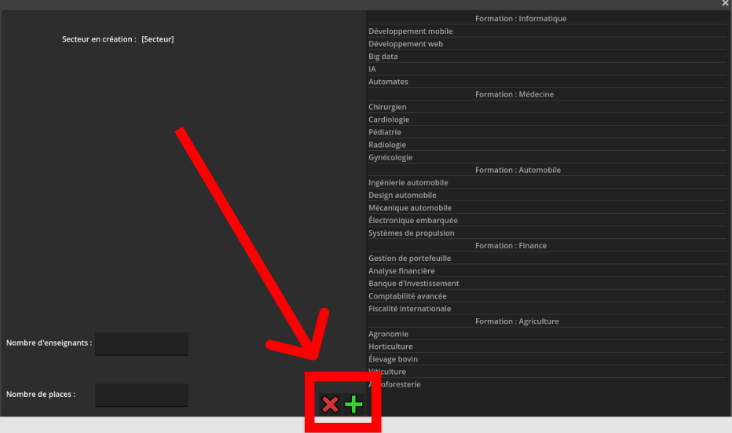 Formation : Informatique
Secteur en création : [Secteur]
Développement mobile
Développement web
Big data
IA
Automates
Formation : Médecine
Chirurgien
Cardiologie
Pédiatrie
Radiologie
Gynécologie
Formation : Automobile
Ingénierie automobile
Design automobile
Mécanique automobile
Électronique embarquée
Systèmes de propulsion
Formation : Finance
Gestion de portefeuille
Analyse financière
Banque d'investissement
Comptabilité avancée
Fiscalité internationale
Formation : Agriculture
Agronomie
Horticulture
Élevage bovin
Viticulture
Agroforesterie
Nombre d'enseignants :
Nombre de places :